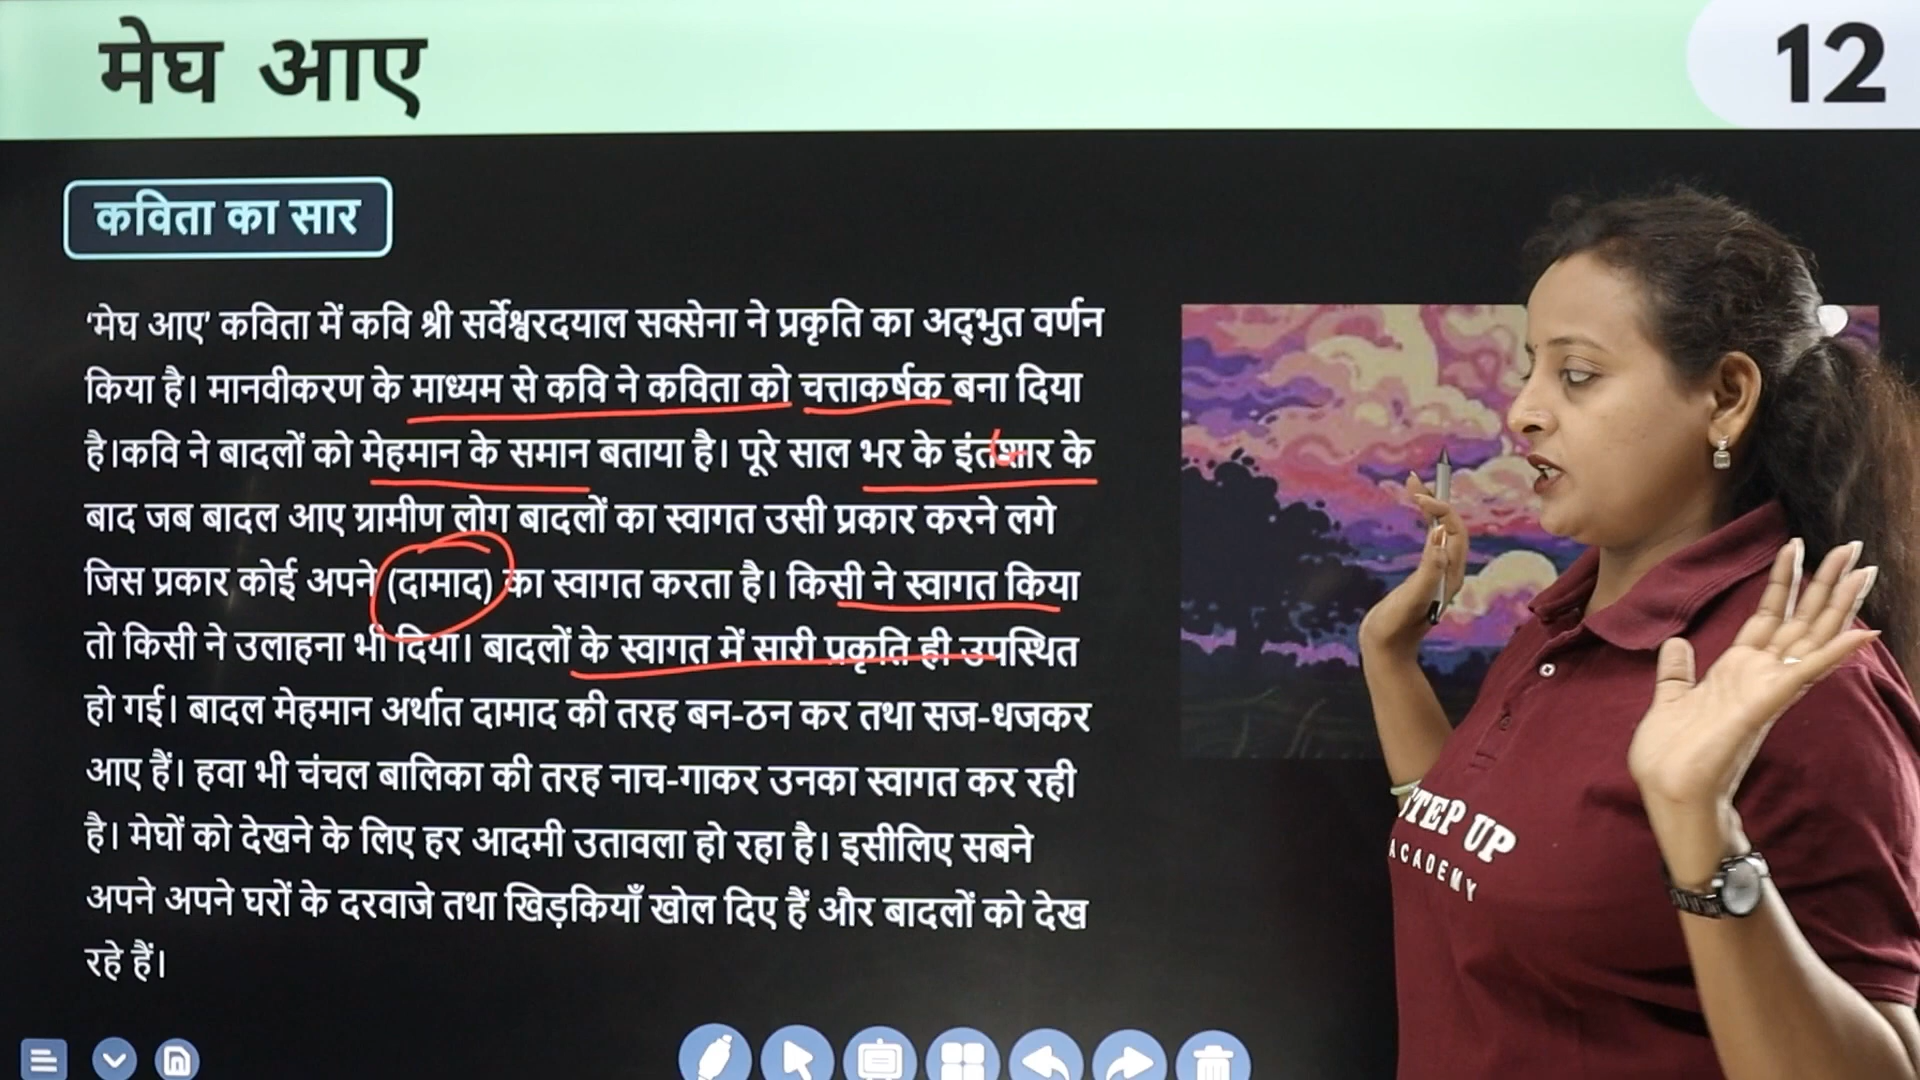 मेघ आए
12
कविता का सार
‘मेघ आए’ कविता में कवि श्री सर्वेश्वरदयाल सक्सेना ने प्रकृति का अद्‌भुत वर्णन
किया है। मानवीकरण के माध्यम से कवि ने कविता को चत्ताकर्षक बना दिया
है।कवि ने बादलों को मेहमान के समान बताया है। पूरे साल भर के इंतशार के
बाद जब बादल आए ग्रामीण लोग बादलों का स्वागत उसी प्रकार करने लगे
जिस प्रकार कोई अपने (दामाद) का स्वागत करता है। किसी ने स्वागत किया
तो किसी ने उलाहना भी दिया। बादलों के स्वागत में सारी प्रकृति ही उपस्थित
हो गई। बादल मेहमान अर्थात दामाद की तरह बन-ठन कर तथा सज-धजकर
आए हैं। हवा भी चंचल बालिका की तरह नाच-गाकर उनका स्वागत कर रही
है। मेघों को देखने के लिए हर आदमी उतावला हो रहा है। इसीलिए सबने
अपने अपने घरों के दरवाजे तथा खिड़कियाँ खोल दिए हैं और बादलों को देख
रहे हैं।
STEP UP
ACADEMY